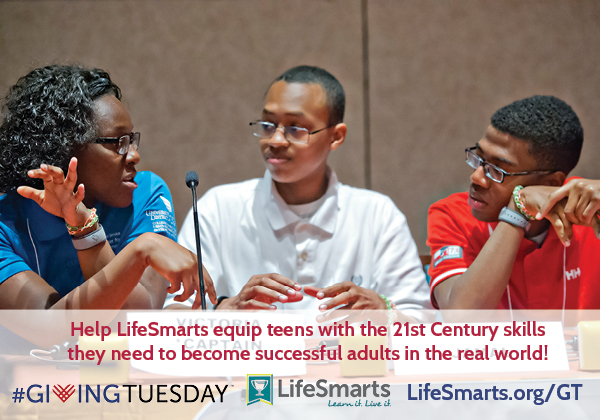 VICTORIA
CAPTAIN
Help LifeSmarts equip teens with the 21st Century skills
they need to become successful adults in the real world!
#GIVINGTUESDAY™
LifeSmarts
Learn it. Live it.
LifeSmarts.org/GT